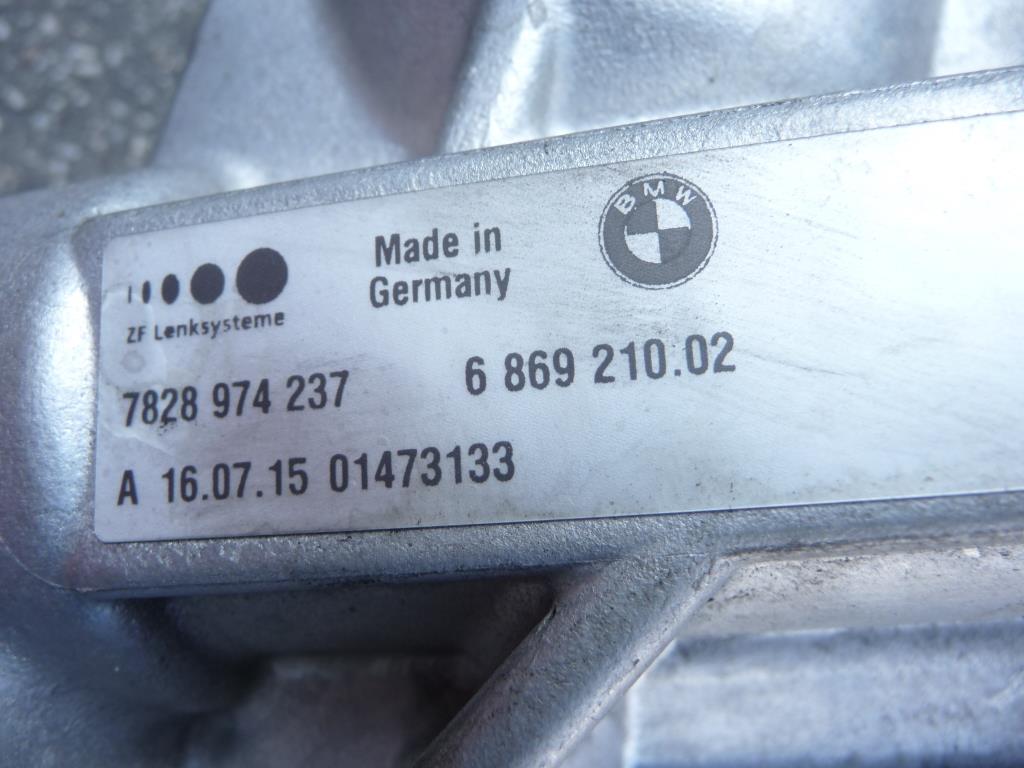 ZF Lenksysteme
Made in
Germany
BMW
7828 974 237
6 869 210.02
A 16.07.15 01473133